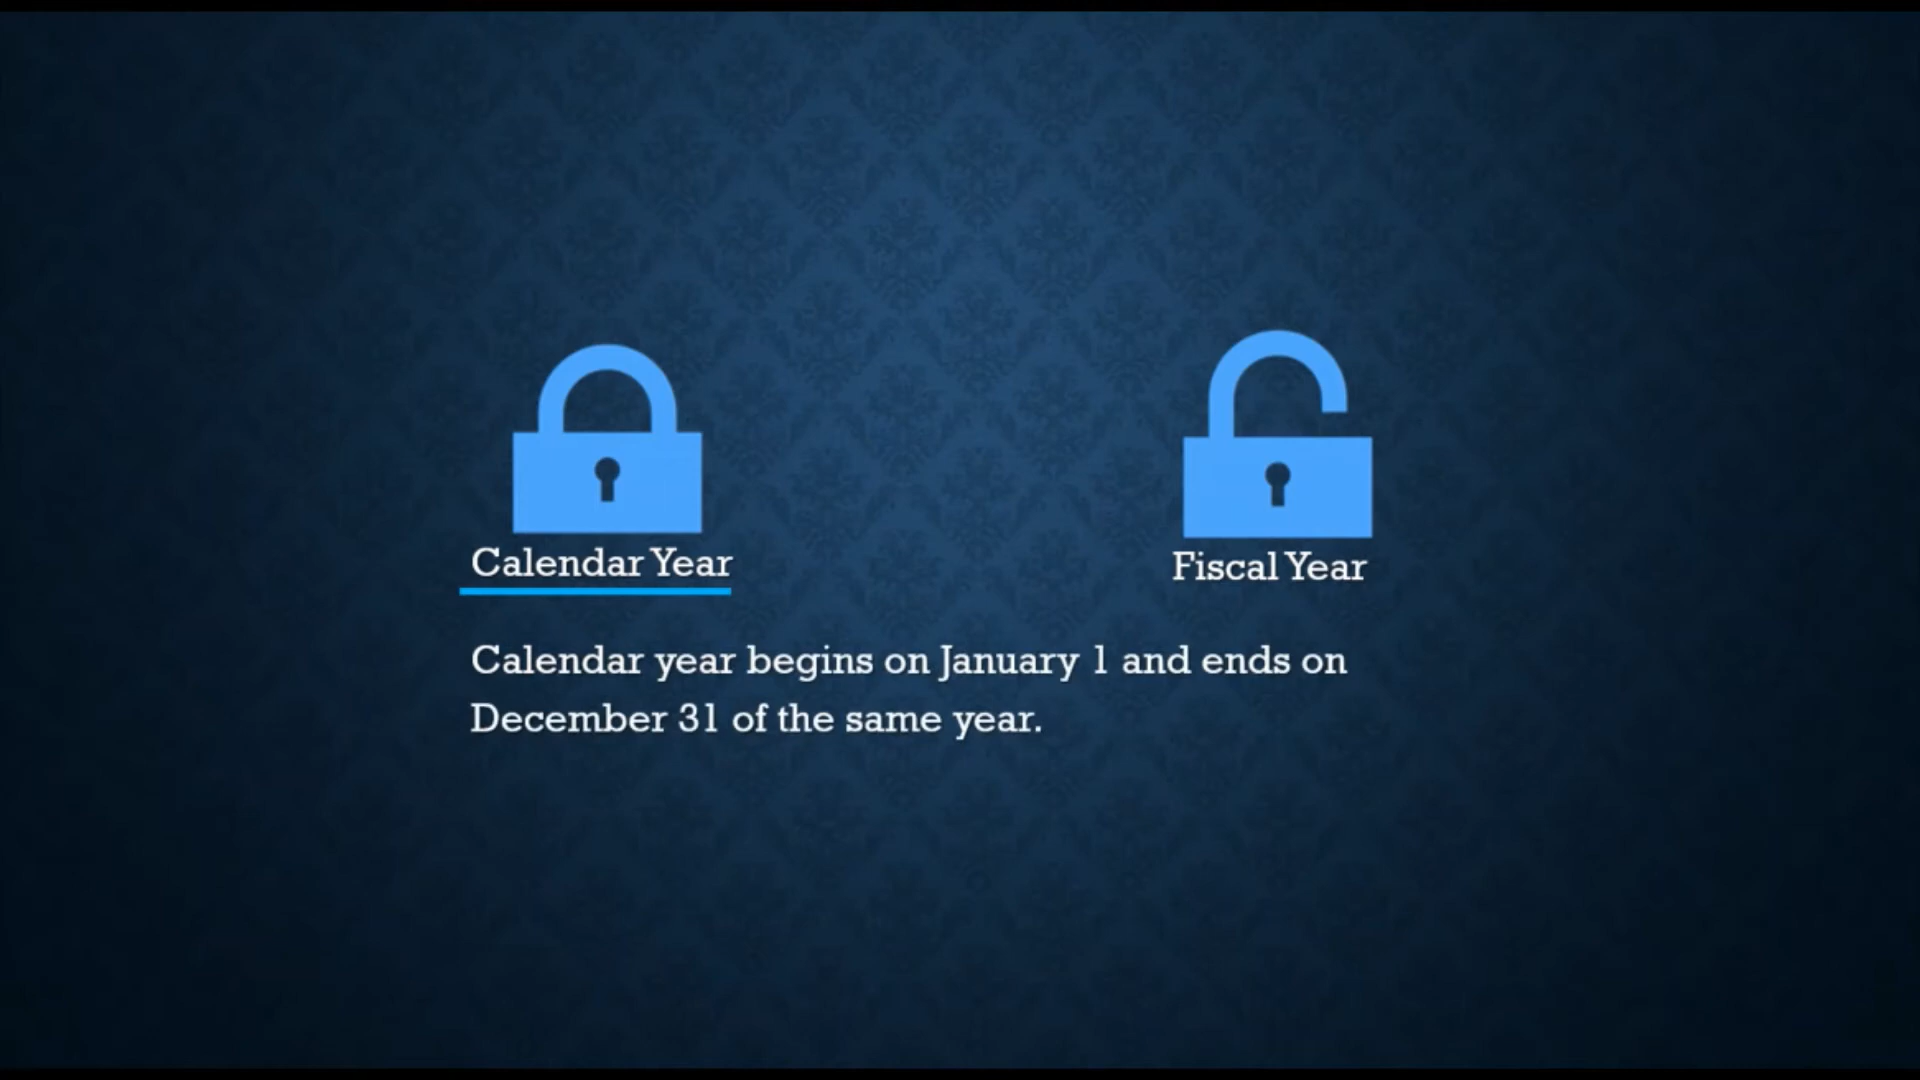 Calendar Year
Fiscal Year
Calendar year begins on January 1 and ends on
December 31 of the same year.